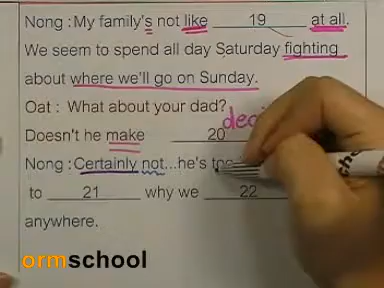 Nong : My family's not like 19 at all.
We seem to spend all day Saturday fighting
about where we'll go on Sunday.
Oat : What about your dad?
Doesn't he make 20
Nong : Certainly not...he's too
to 21 why we 22
anywhere.
ormschool